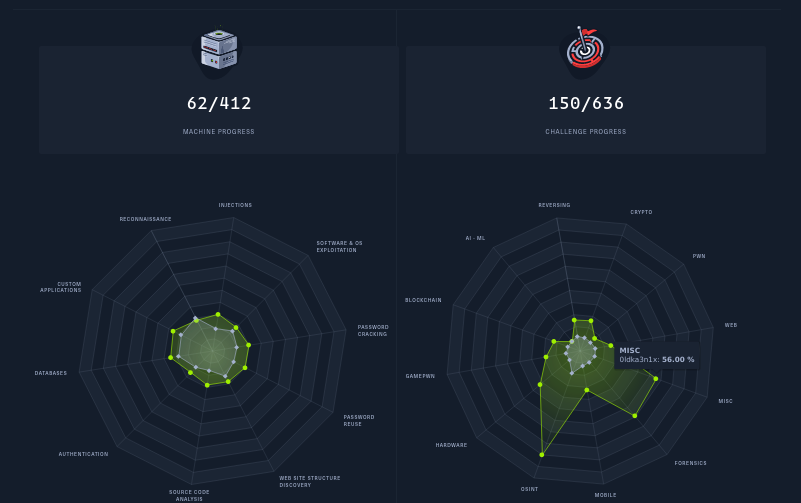 62/412
MACHINE PROGRESS
150/636
CHALLENGE PROGRESS
INJECTIONS
RECONNAISSANCE
SOFTWARE & OS
EXPLOITATION
CUSTOM
APPLICATIONS
PASSWORD
CRACKING
DATABASES
PASSWORD
REUSE
AUTHENTICATION
WEB SITE STRUCTURE
DISCOVERY
SOURCE CODE
ANALYSIS
REVERSING
CRYPTO
AI - ML
PWN
BLOCKCHAIN
WEB
MISC
0ldka3n1x: 56.00 %
GAMEPWN
MISC
HARDWARE
FORENSICS
OSINT
MOBILE